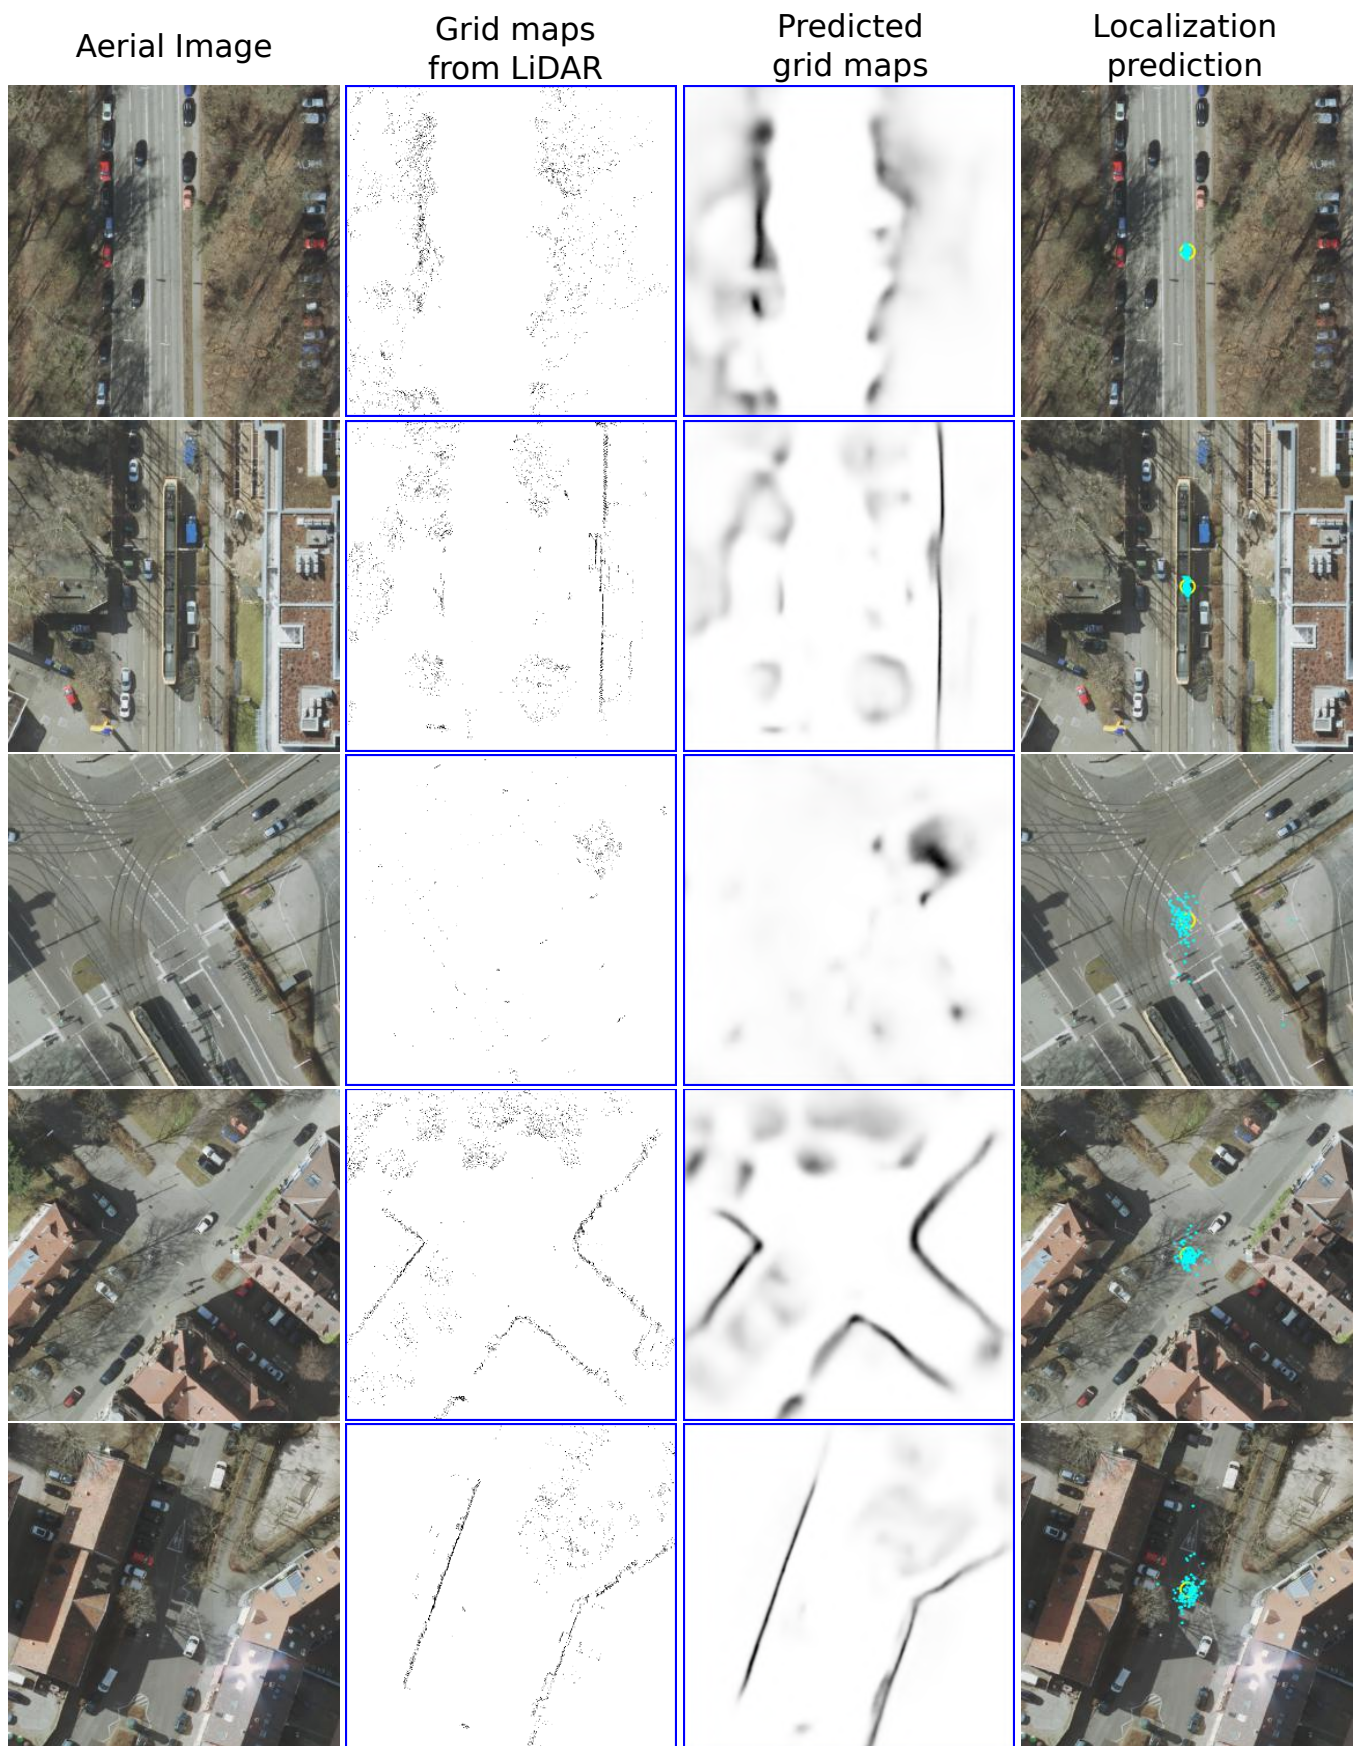 Aerial Image
Grid maps
from LiDAR
Predicted
grid maps
Localization
prediction